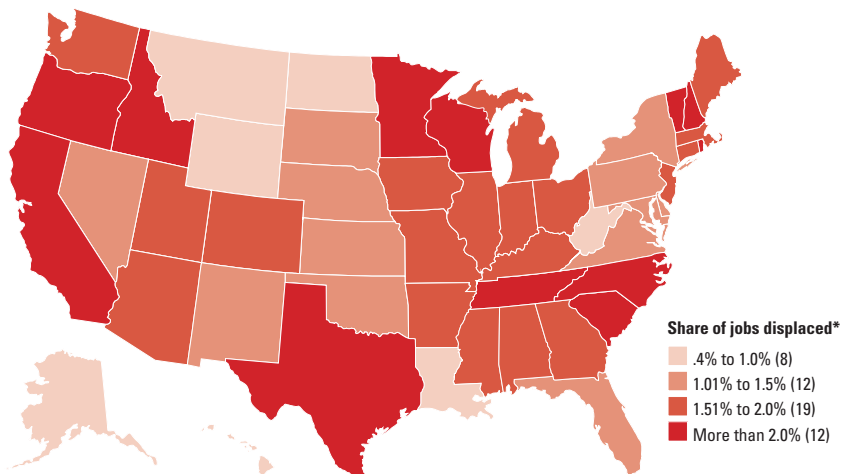 Share of jobs displaced*
.4% to 1.0% (8)
1.01% to 1.5% (12)
1.51% to 2.0% (19)
More than 2.0% (12)